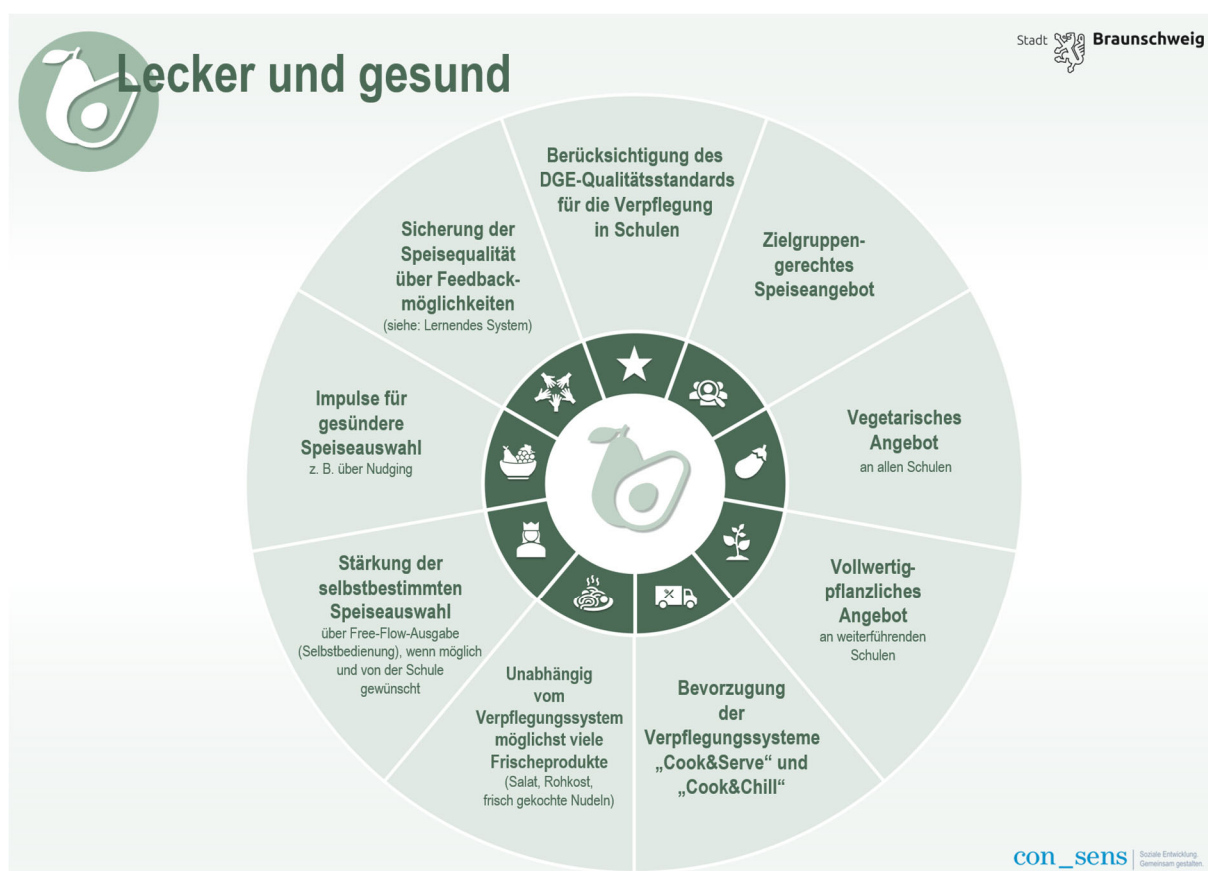 Lecker und gesund
Stadt Braunschweig
Berücksichtigung des
DGE-Qualitätsstandards
für die Verpflegung
in Schulen
Zielgruppen-
gerechtes
Speiseangebot
Vegetarisches
Angebot
an allen Schulen
Vollwertig-
pflanzliches
Angebot
an weiterführenden
Schulen
Bevorzugung
der
Verpflegungssysteme
„Cook&Serve“ und
„Cook&Chill“
Unabhängig
vom
Verpflegungssystem
möglichst viele
Frischeprodukte
(Salat, Rohkost,
frisch gekochte Nudeln)
Stärkung der
selbstbestimmten
Speiseauswahl
über Free-Flow-Ausgabe
(Selbstbedienung), wenn möglich
und von der Schule
gewünscht
Impulse für
gesündere
Speiseauswahl
z. B. über Nudging
Sicherung der
Speisequalität
über Feedback-
möglichkeiten
(siehe: Lernendes System)
con_sens
Soziale Entwicklung.
Gemeinsam gestalten.